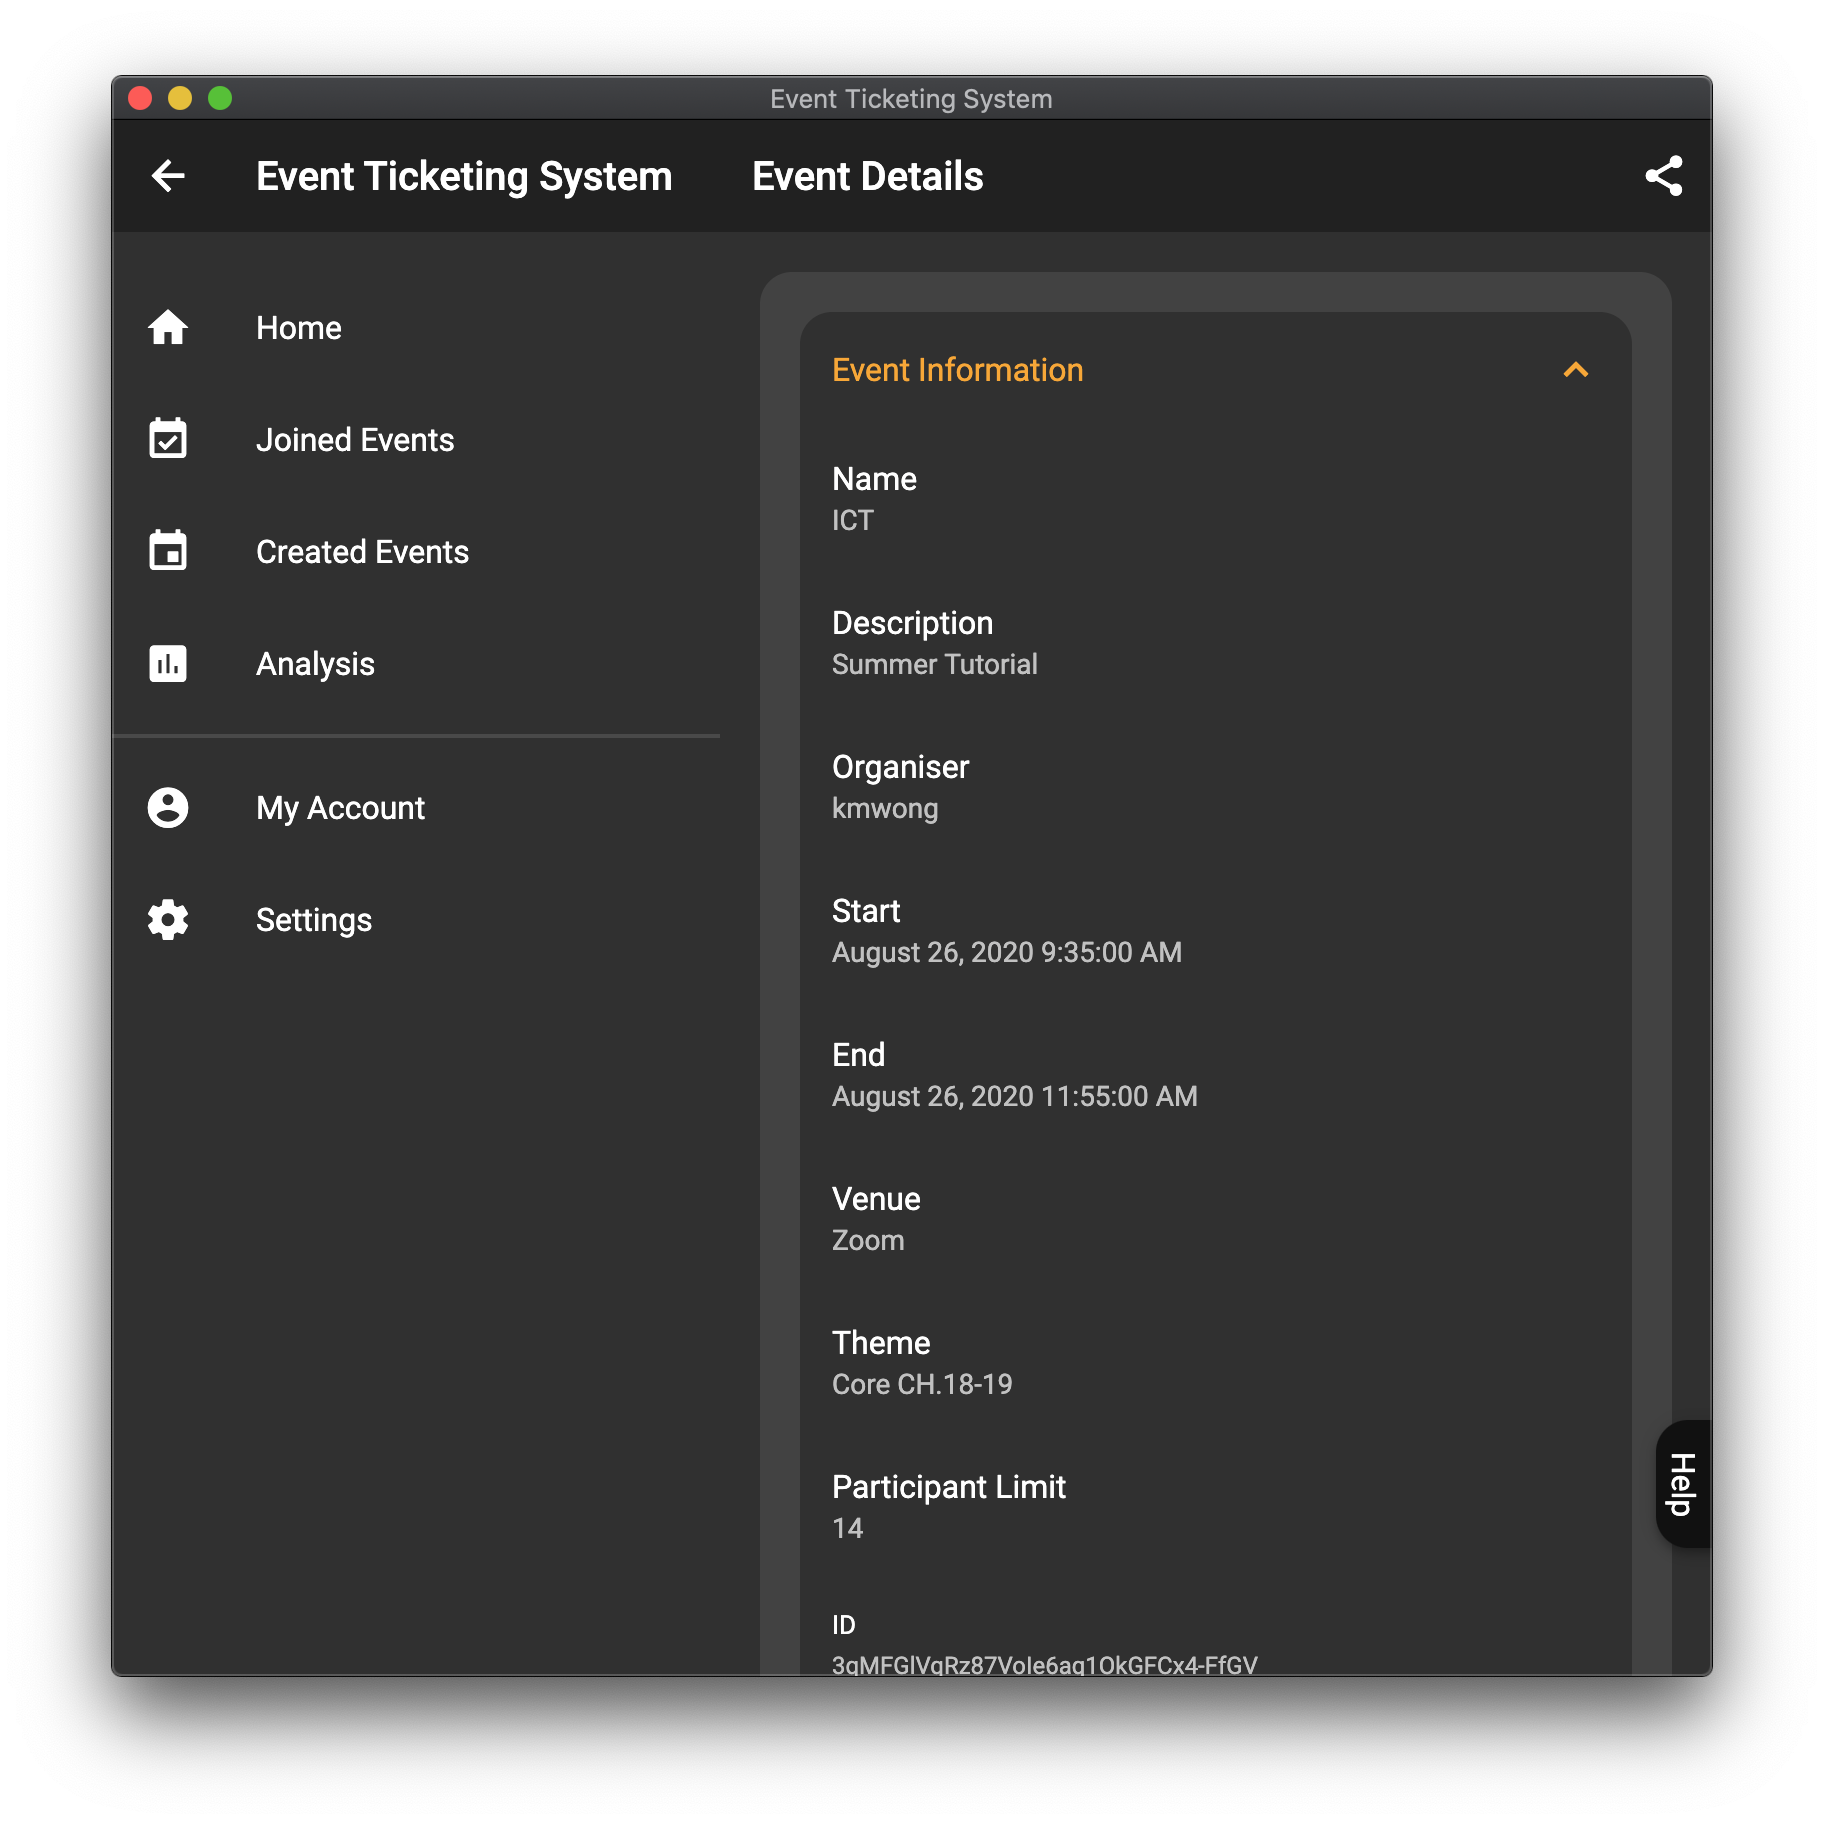 Event Ticketing System
Event Ticketing System
Event Details
Home
Joined Events
Created Events
Analysis
My Account
Settings
Event Information
Name
ICT
Description
Summer Tutorial
Organiser
kmwong
Start
August 26, 2020 9:35:00 AM
End
August 26, 2020 11:55:00 AM
Venue
Zoom
Theme
Core CH.18-19
Participant Limit
14
ID
Help